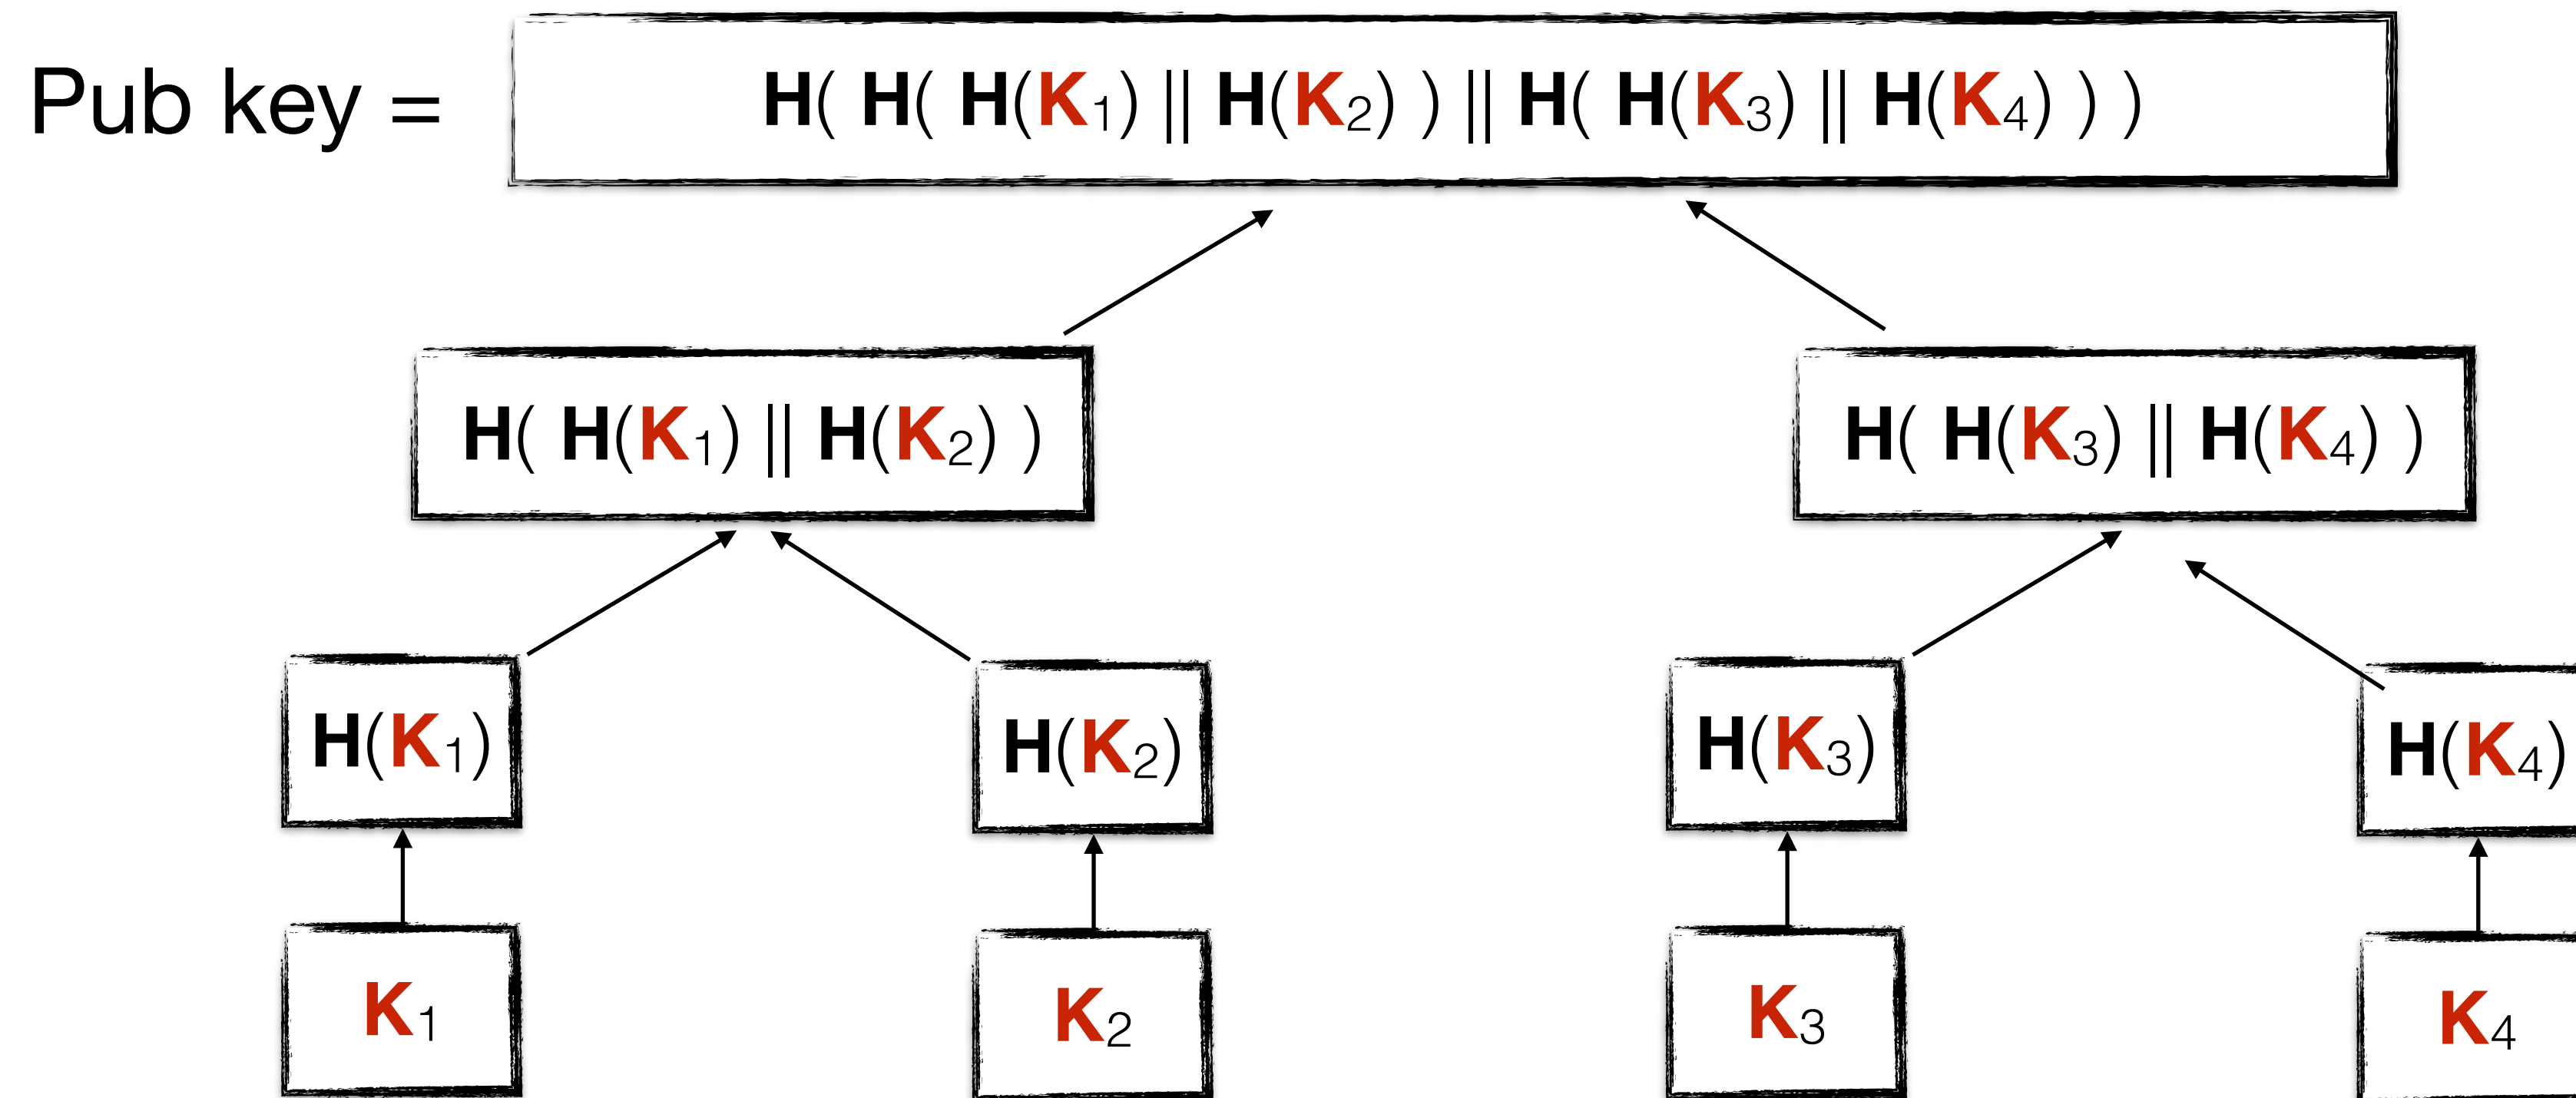 Pub key = H( H( H(K₁) || H(K₂) ) || H( H(K₃) || H(K₄) ) )
H( H(K₁) || H(K₂) ) H( H(K₃) || H(K₄) )
H(K₁) H(K₂) H(K₃) H(K₄)
K₁ K₂ K₃ K₄